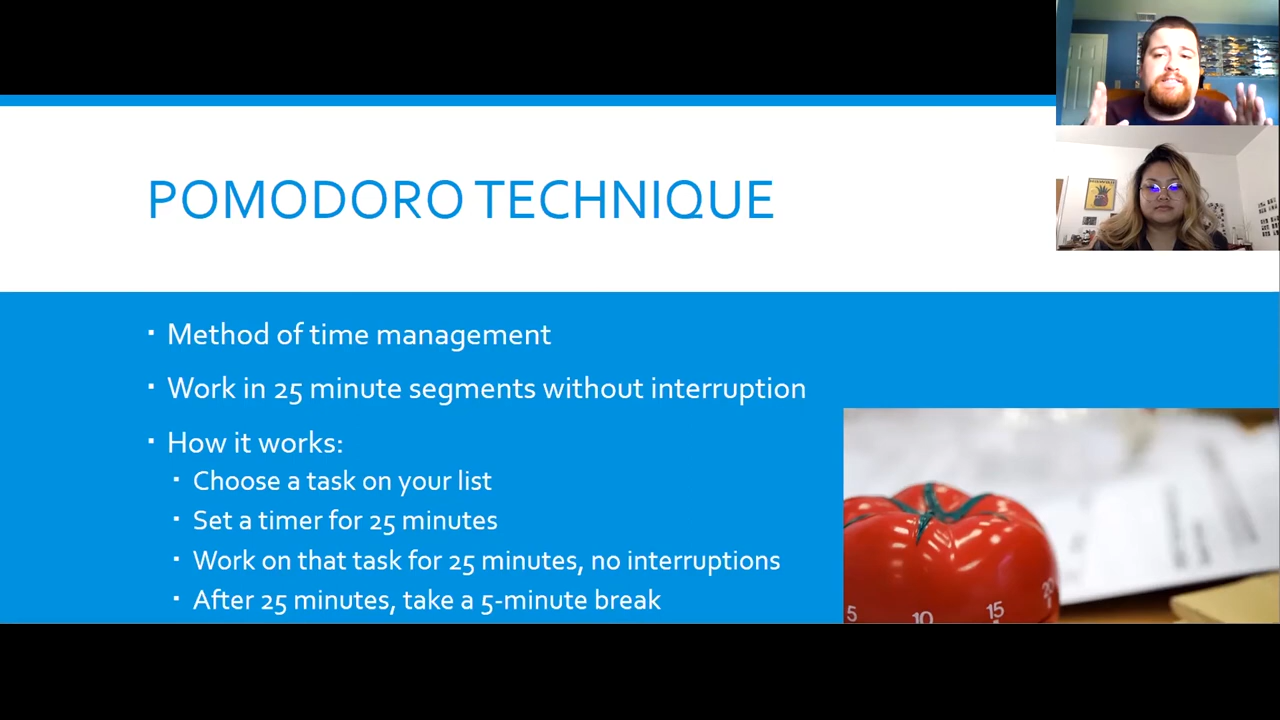 POMODORO TECHNIQUE
Method of time management
Work in 25 minute segments without interruption
How it works:
Choose a task on your list
Set a timer for 25 minutes
Work on that task for 25 minutes, no interruptions
After 25 minutes, take a 5-minute break
5 10 15 20